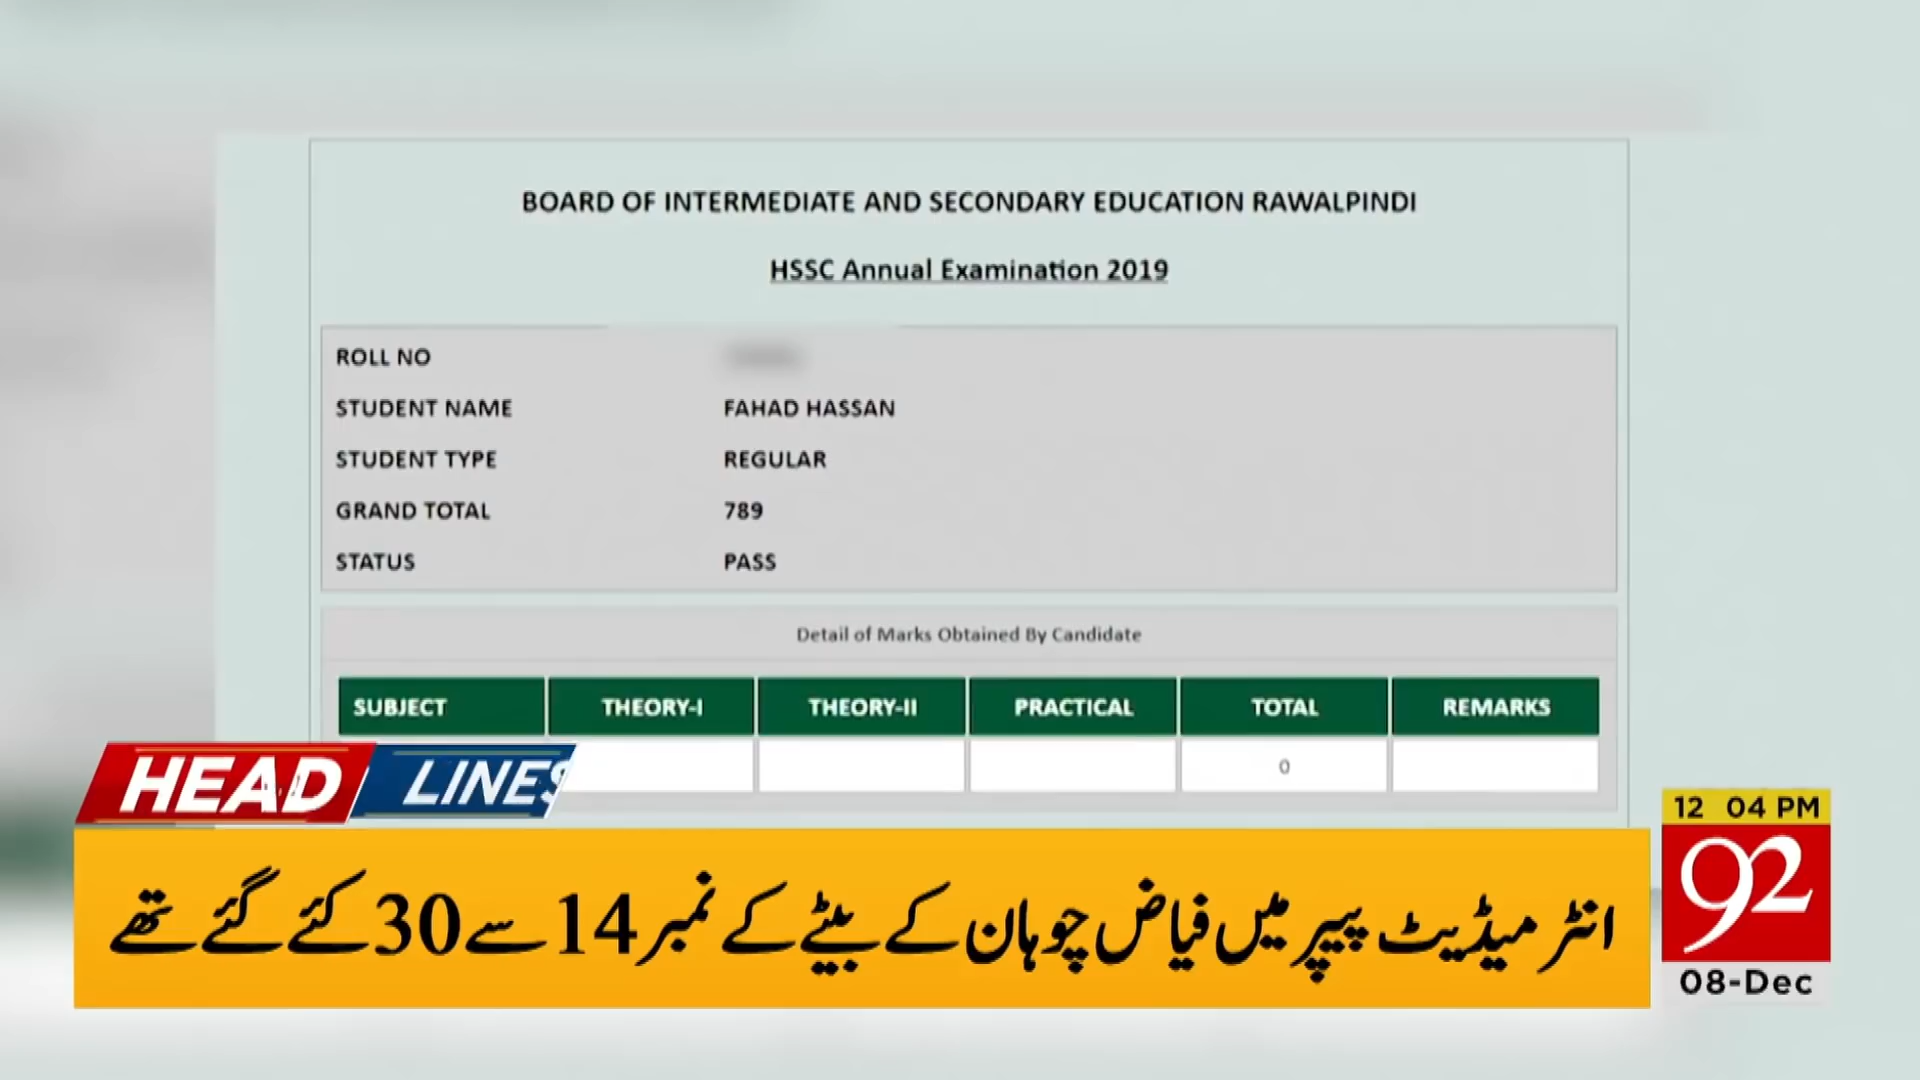 BOARD OF INTERMEDIATE AND SECONDARY EDUCATION RAWALPINDI
HSSC Annual Examination 2019
ROLL NO
STUDENT NAME FAHAD HASSAN
STUDENT TYPE REGULAR
GRAND TOTAL 789
STATUS PASS
Detail of Marks Obtained By Candidate
SUBJECT THEORY-I THEORY-II PRACTICAL TOTAL REMARKS
0
HEAD LINES
12 04 PM
92
08-Dec
انٹر میڈیٹ پیپر میں فیاض چوہان کے بیٹے کے نمبر 14 سے 30 کئے گئے تھے